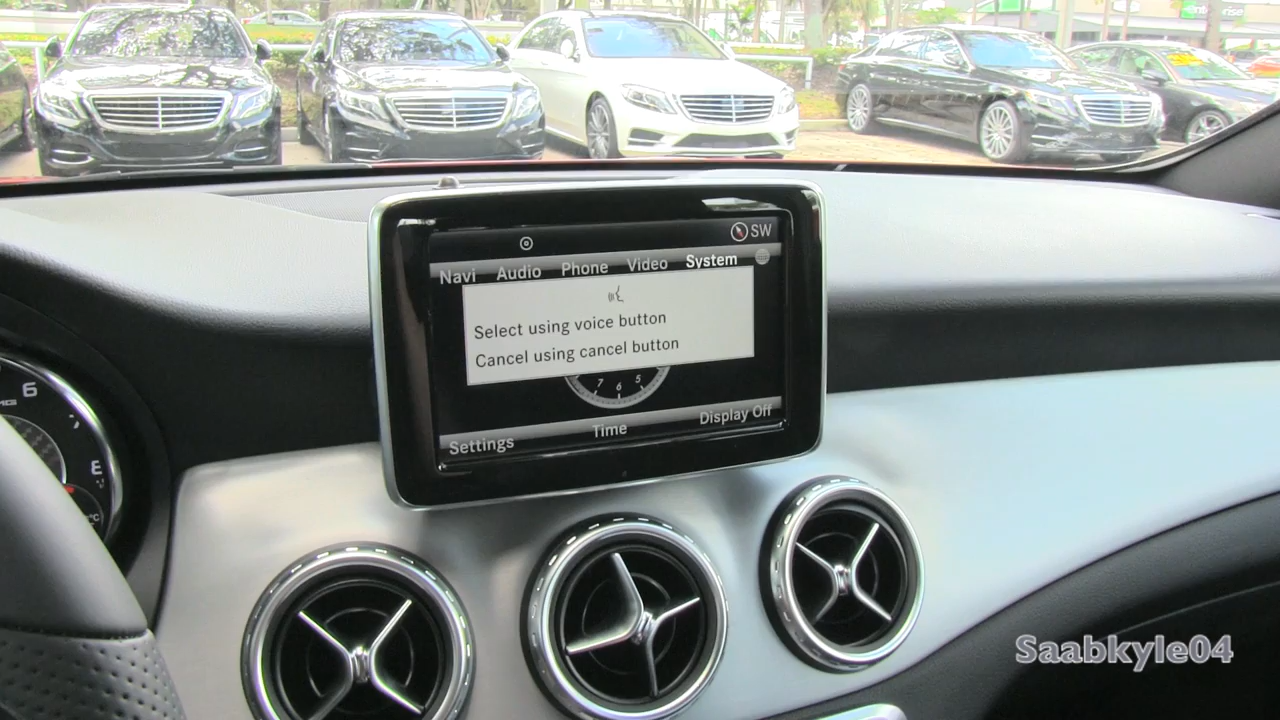 SW
Navi Audio Phone Video System
Select using voice button
Cancel using cancel button
7 6 5
Settings Time Display Off
6
E
°C
Saabkyle04